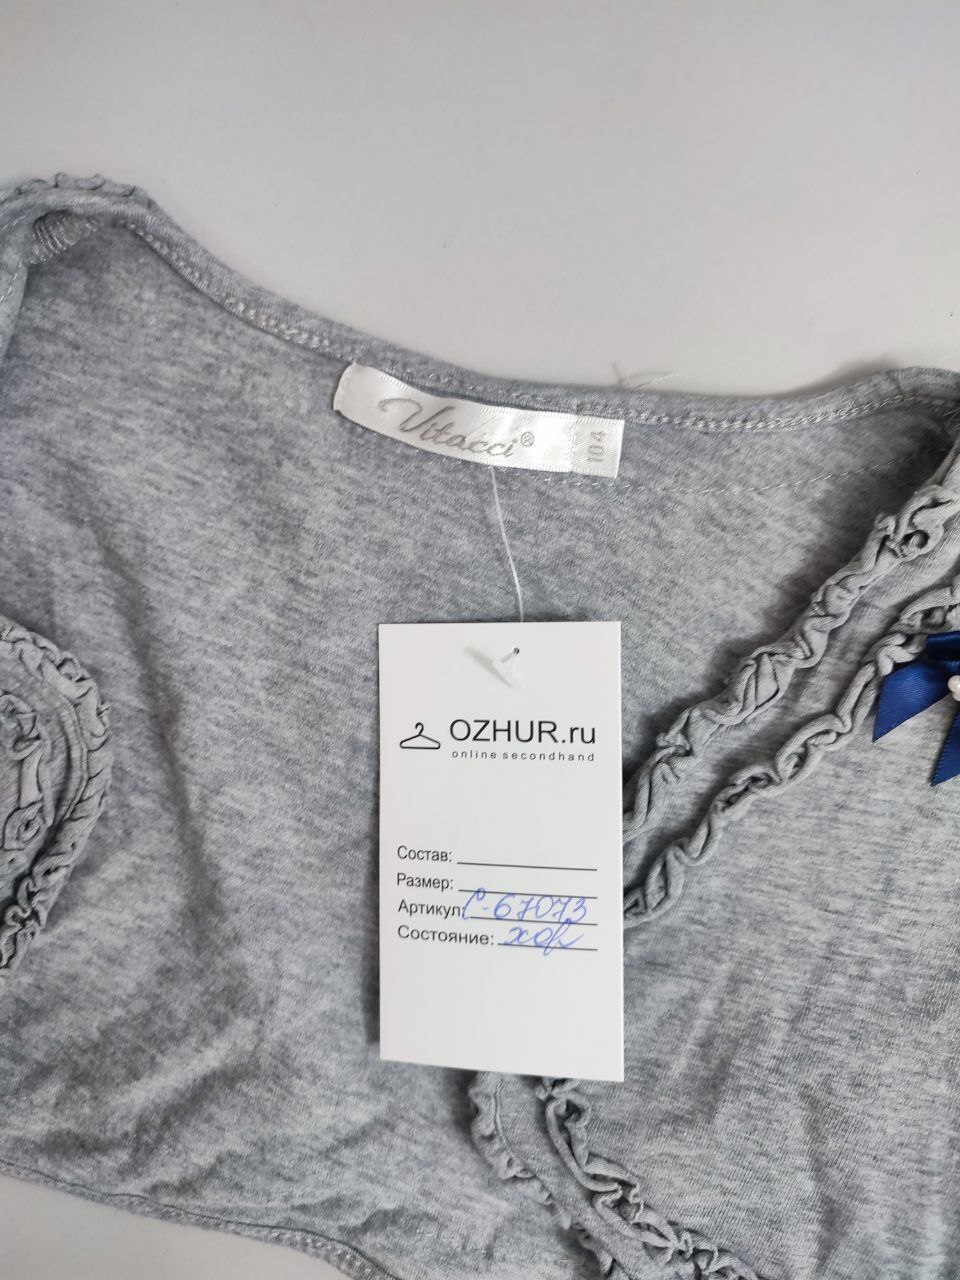 Vitacci®
104
OZHUR.ru
online secondhand
Состав:
Размер:
Артикул: С-67073
Состояние: хор